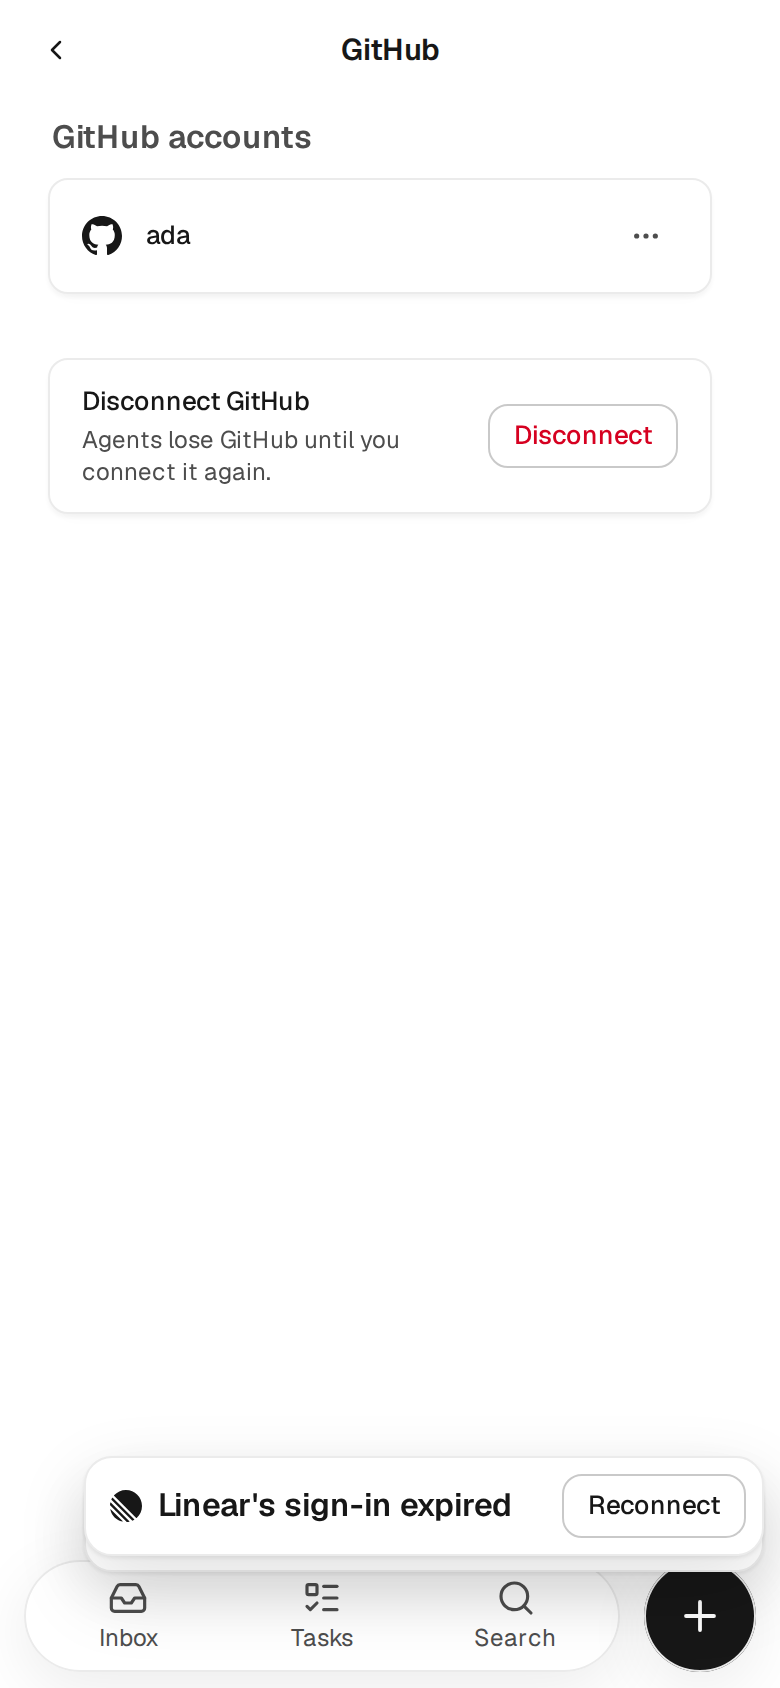 GitHub
GitHub accounts
ada
Disconnect GitHub
Agents lose GitHub until you
connect it again.
Disconnect
Linear's sign-in expired
Reconnect
Inbox
Tasks
Search